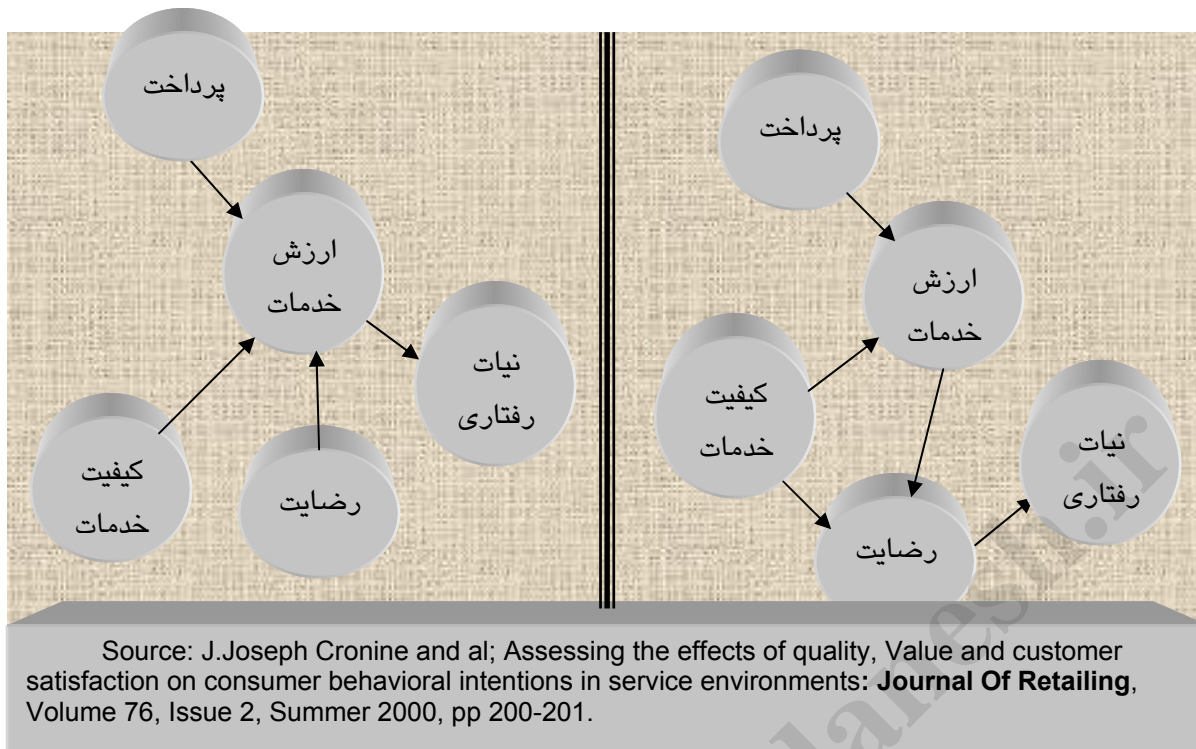 پرداخت
ارزش
خدمات
نیات
رفتاری
کیفیت
خدمات
رضایت
پرداخت
ارزش
خدمات
کیفیت
خدمات
نیات
رفتاری
رضایت
Source: J.Joseph Cronine and al; Assessing the effects of quality, Value and customer
satisfaction on consumer behavioral intentions in service environments: Journal Of Retailing,
Volume 76, Issue 2, Summer 2000, pp 200-201.